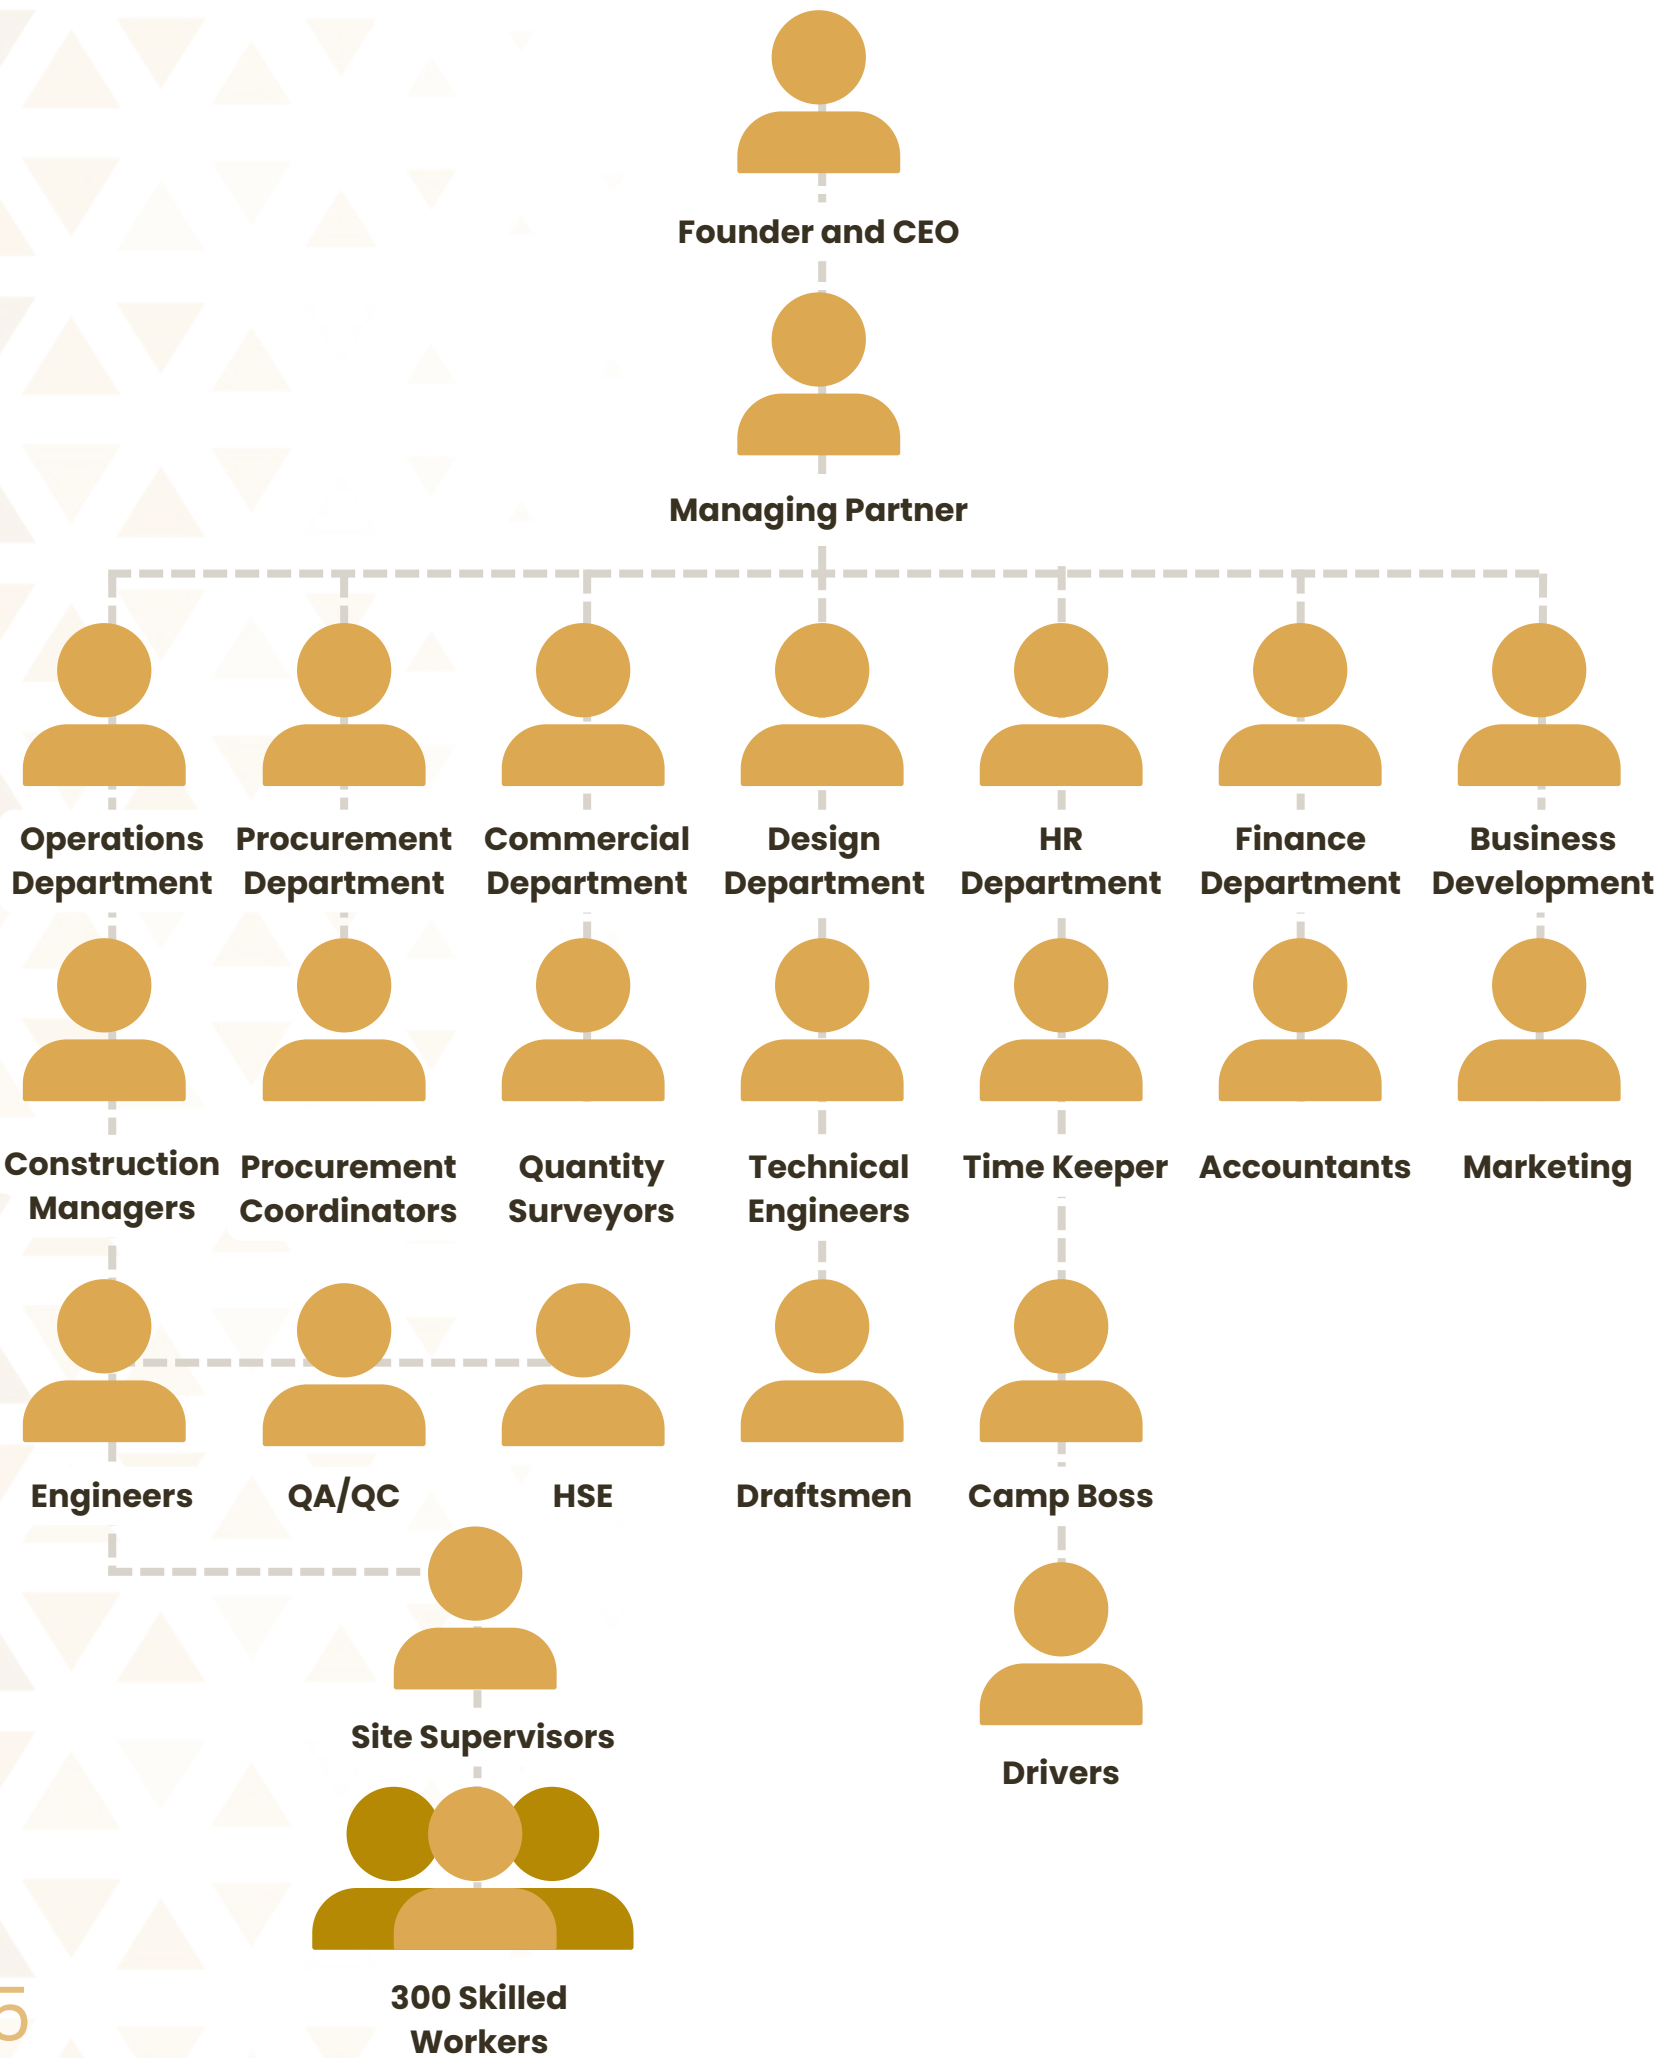 Founder and CEO
Managing Partner
Operations
Department
Procurement
Department
Commercial
Department
Design
Department
HR
Department
Finance
Department
Business
Development
Construction
Managers
Procurement
Coordinators
Quantity
Surveyors
Technical
Engineers
Time Keeper
Accountants
Marketing
Engineers
QA/QC
HSE
Draftsmen
Camp Boss
Site Supervisors
Drivers
300 Skilled
Workers